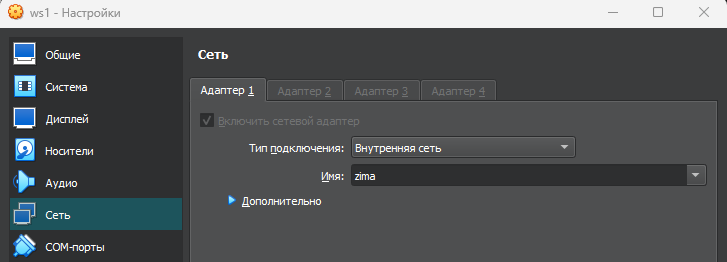 ws1 - Настройки
Общие
Система
Дисплей
Носители
Аудио
Сеть
COM-порты
Сеть
Адаптер 1 Адаптер 2 Адаптер 3 Адаптер 4
Включить сетевой адаптер
Тип подключения: Внутренняя сеть
Имя: zima
Дополнительно